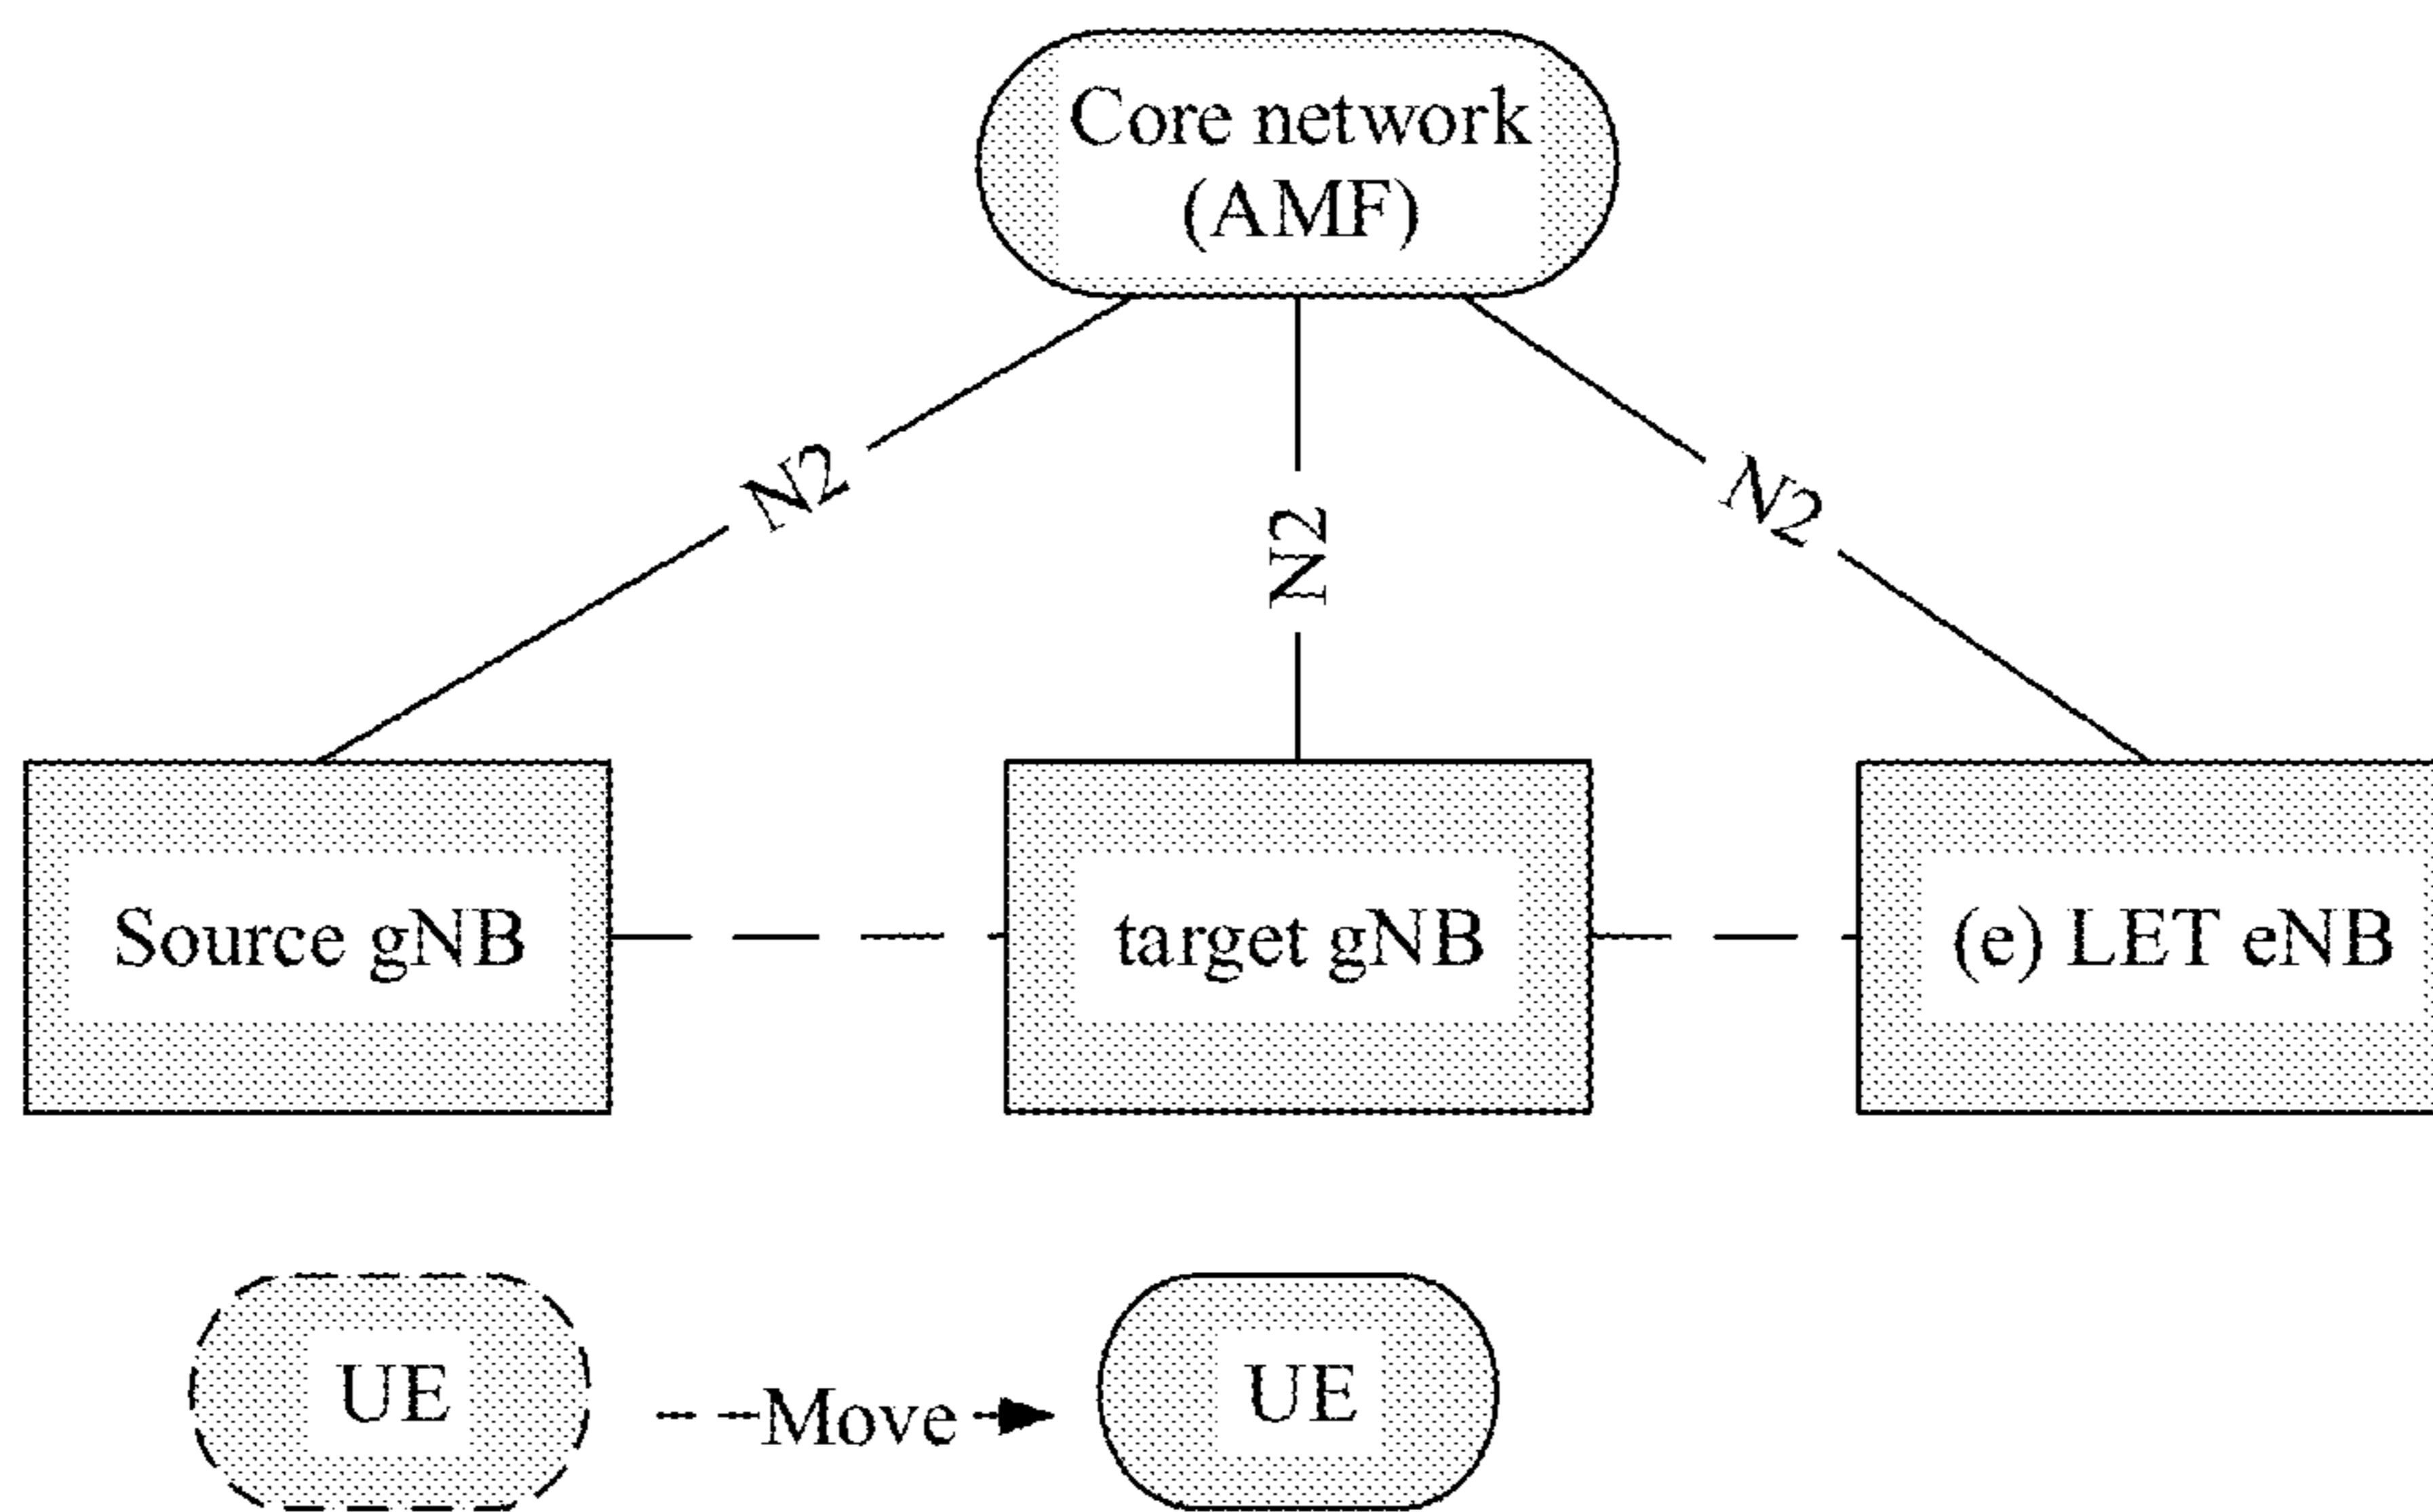 Core network
(AMF)
N2
N2
N2
Source gNB
target gNB
(e) LET eNB
UE
Move
UE